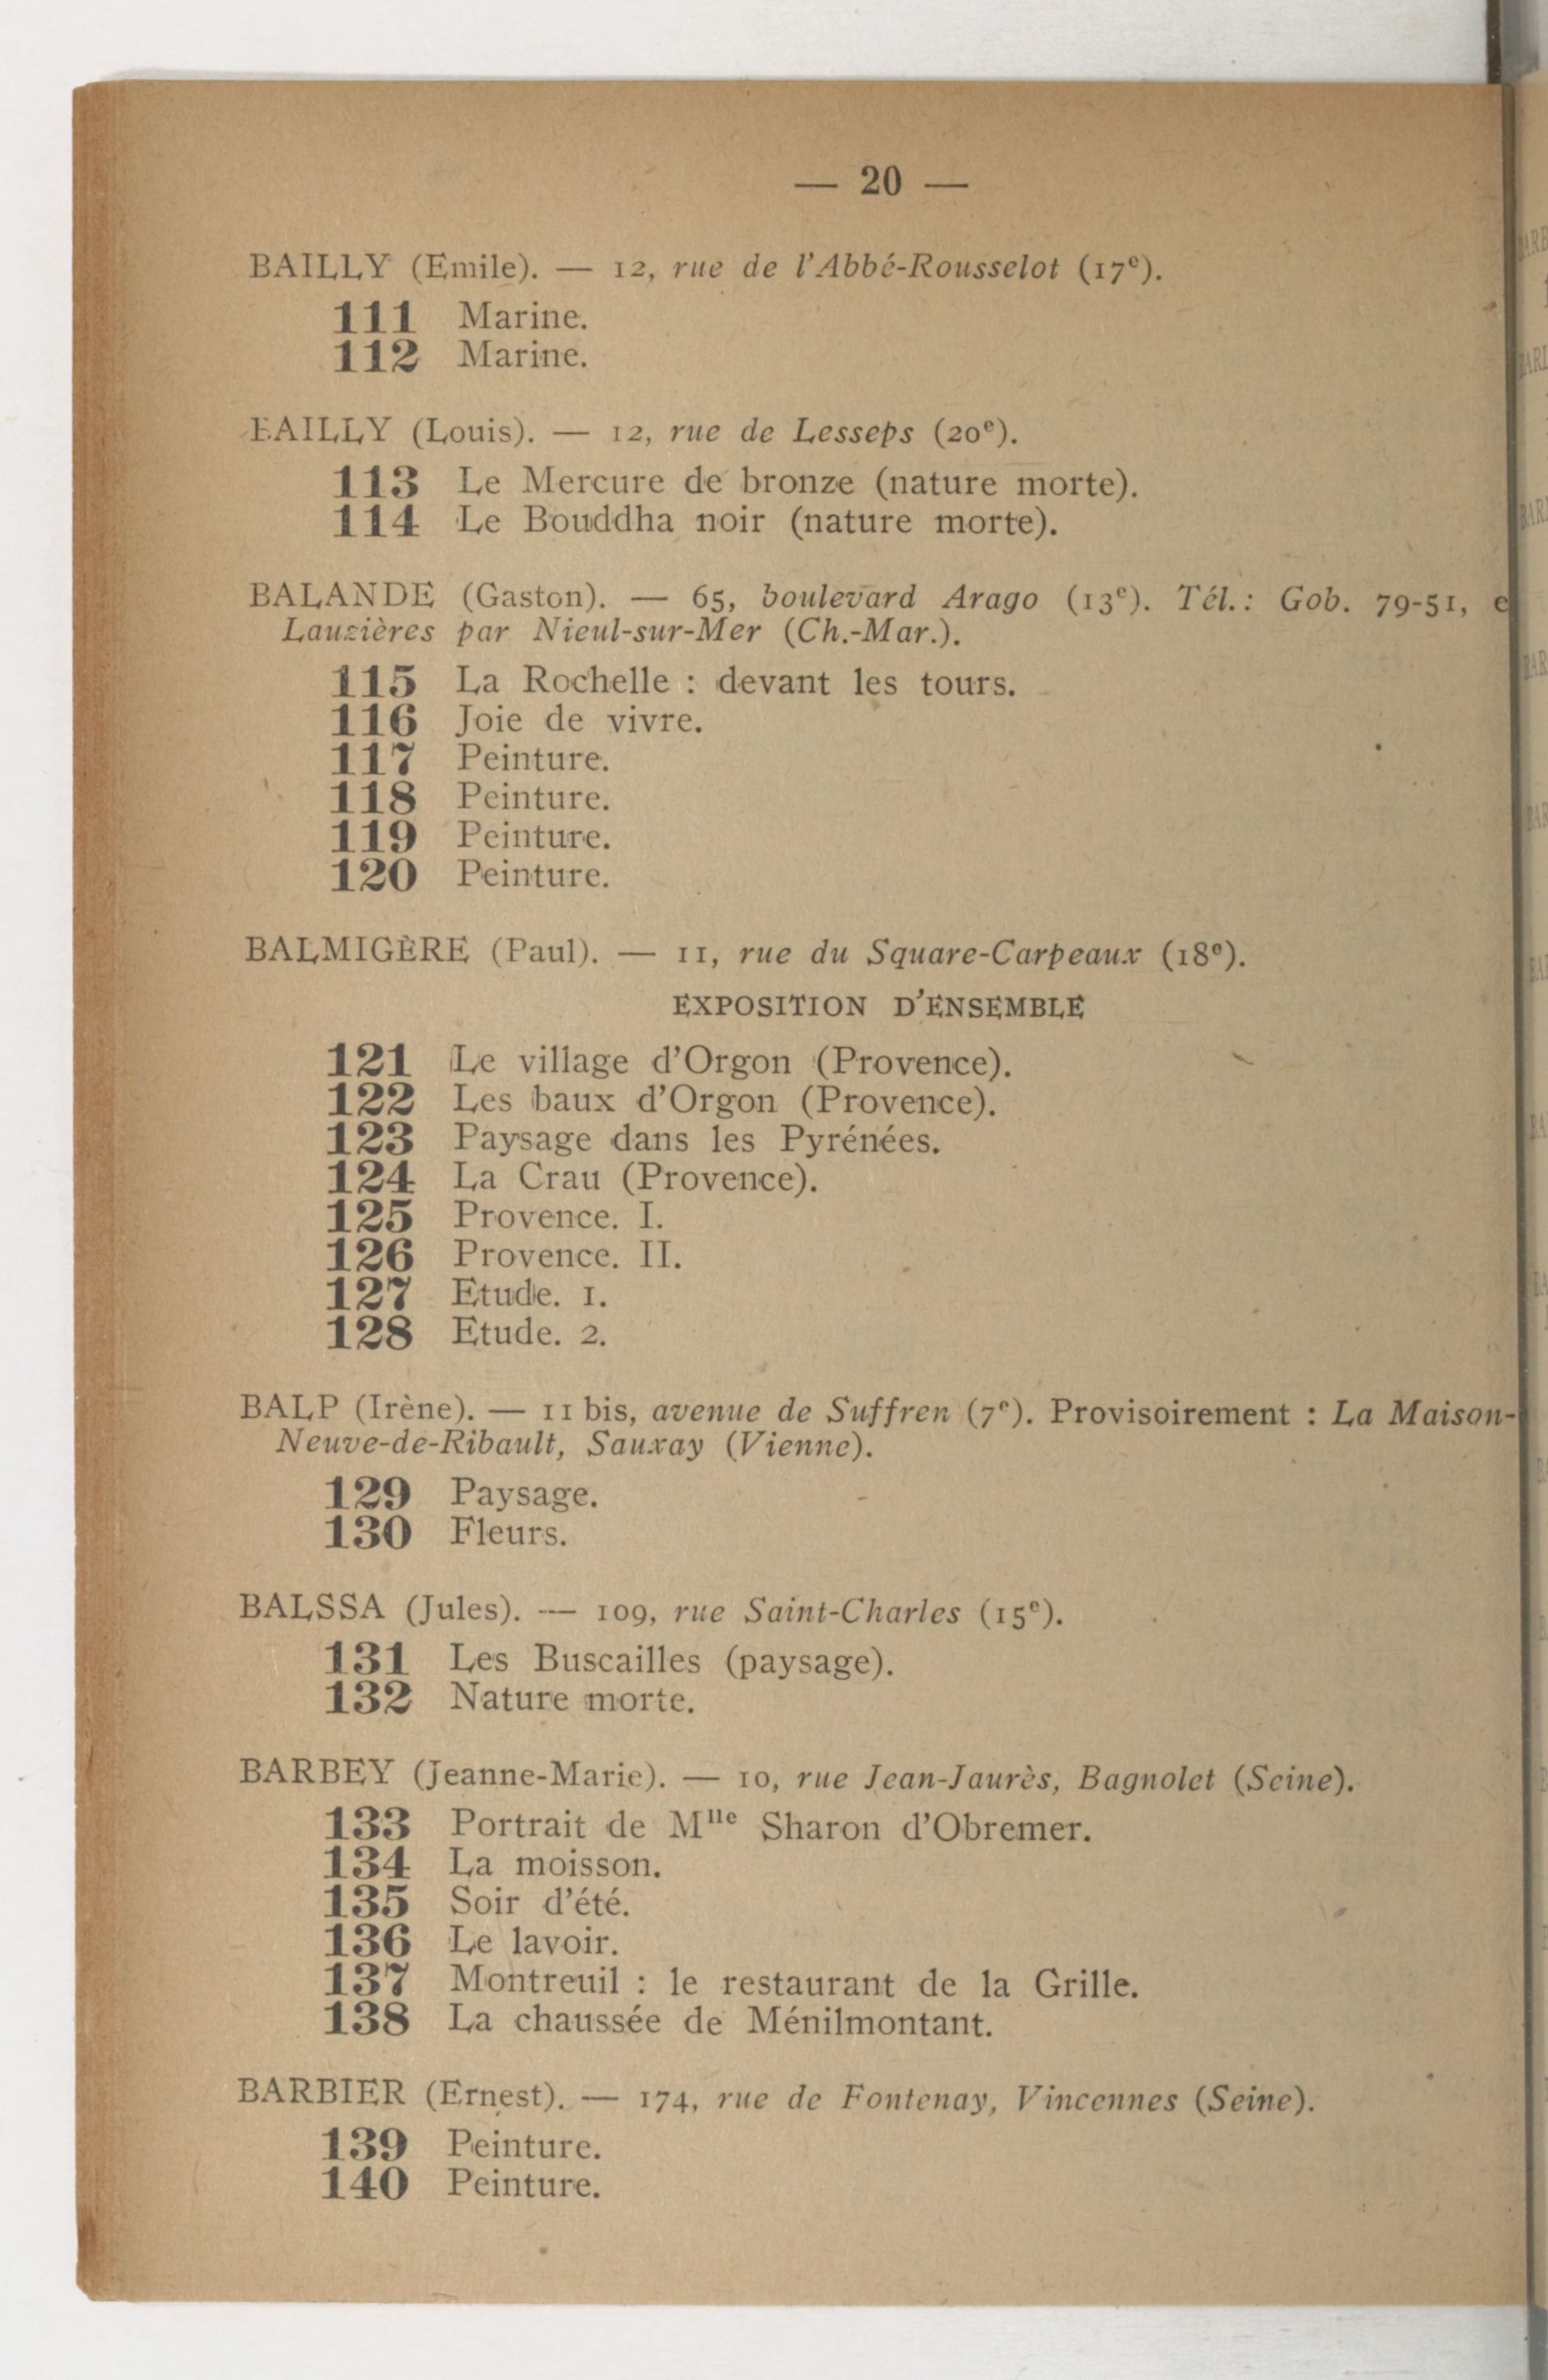 — 20 —
BAILLY (Emile). — 12, rue de l'Abbé-Rousselot (17e).
111 Marine.
112 Marine.
BAILLY (Louis). — 12, rue de Lesseps (20e).
113 Le Mercure de bronze (nature morte).
114 Le Bouddha noir (nature morte).
BALANDE (Gaston). — 65, boulevard Arago (13e). Tél.: Gob. 79-51, e
Lauzières par Nieul-sur-Mer (Ch.-Mar.).
115 La Rochelle : devant les tours.
116 Joie de vivre.
117 Peinture.
118 Peinture.
119 Peinture.
120 Peinture.
BALMIGÈRE (Paul). — 11, rue du Square-Carpeaux (18e).
EXPOSITION D'ENSEMBLE
121 Le village d'Orgon (Provence).
122 Les baux d'Orgon (Provence).
123 Paysage dans les Pyrénées.
124 La Crau (Provence).
125 Provence. I.
126 Provence. II.
127 Etude. 1.
128 Etude. 2.
BALP (Irène). — 11 bis, avenue de Suffren (7e). Provisoirement : La Maison-
Neuve-de-Ribault, Sauxay (Vienne).
129 Paysage.
130 Fleurs.
BALSSA (Jules). — 109, rue Saint-Charles (15e).
131 Les Buscailles (paysage).
132 Nature morte.
BARBEY (Jeanne-Marie). — 10, rue Jean-Jaurès, Bagnolet (Seine).
133 Portrait de Mlle Sharon d'Obremer.
134 La moisson.
135 Soir d'été.
136 Le lavoir.
137 Montreuil : le restaurant de la Grille.
138 La chaussée de Ménilmontant.
BARBIER (Ernest). — 174, rue de Fontenay, Vincennes (Seine).
139 Peinture.
140 Peinture.